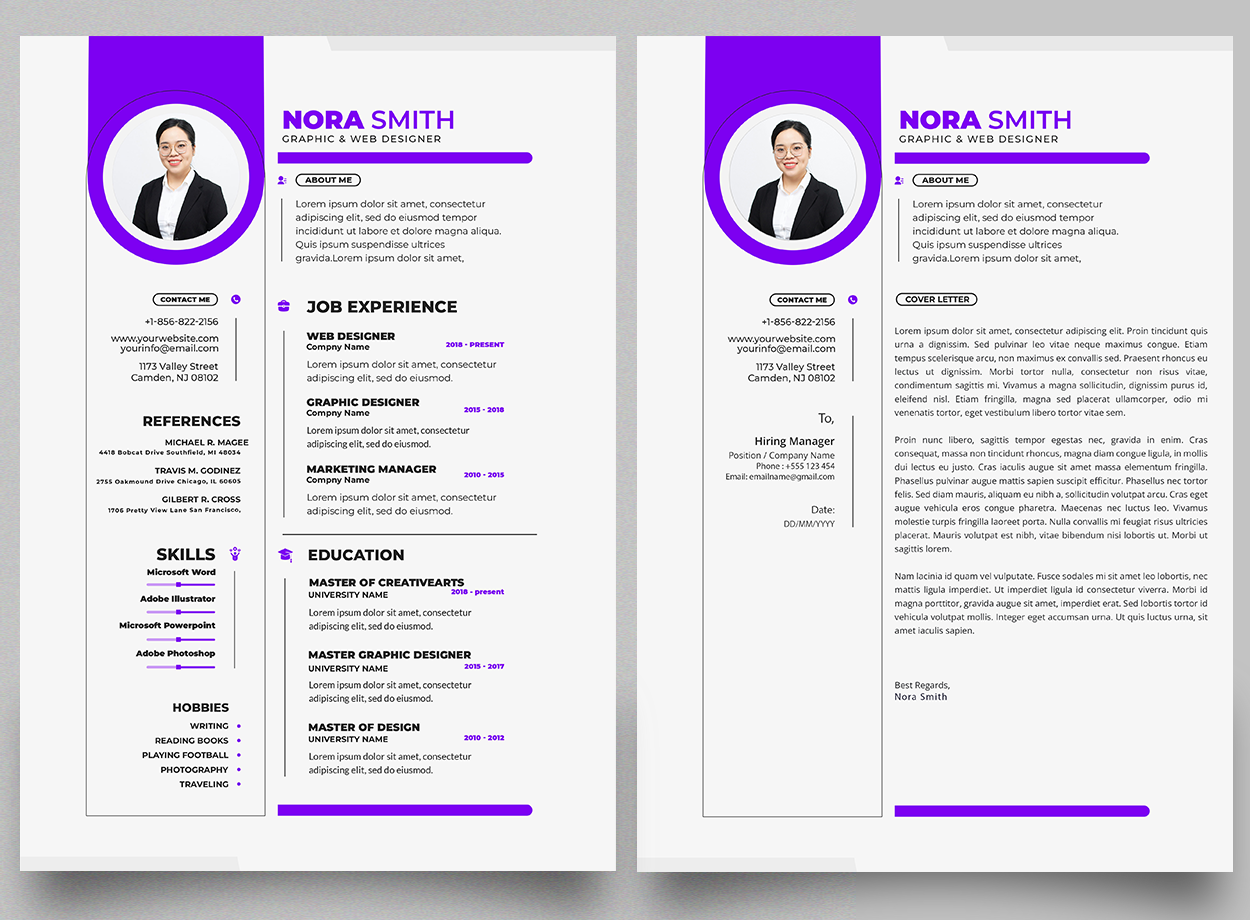 NORA SMITH
GRAPHIC & WEB DESIGNER
ABOUT ME
Lorem ipsum dolor sit amet, consectetur
adipiscing elit, sed do eiusmod tempor
incididunt ut labore et dolore magna aliqua.
Quis ipsum suspendisse ultrices
gravida.Lorem ipsum dolor sit amet,
CONTACT ME
+1-856-822-2156
www.yourwebsite.com
yourinfo@email.com
1173 Valley Street
Camden, NJ 08102
REFERENCES
MICHAEL R. MAGEE
4418 Bobcat Drive Southfield, MI 48034
TRAVIS M. GODINEZ
2755 Oakmound Drive Chicago, IL 60605
GILBERT R. CROSS
1706 Pretty View Lane San Francisco,
SKILLS
Microsoft Word
Adobe Illustrator
Microsoft Powerpoint
Adobe Photoshop
HOBBIES
WRITING
READING BOOKS
PLAYING FOOTBALL
PHOTOGRAPHY
TRAVELING
JOB EXPERIENCE
WEB DESIGNER
Compny Name
2018 - PRESENT
Lorem ipsum dolor sit amet, consectetur
adipiscing elit, sed do eiusmod.
GRAPHIC DESIGNER
Compny Name
2015 - 2018
Lorem ipsum dolor sit amet, consectetur
adipiscing elit, sed do eiusmod.
MARKETING MANAGER
Compny Name
2010 - 2015
Lorem ipsum dolor sit amet, consectetur
adipiscing elit, sed do eiusmod.
EDUCATION
MASTER OF CREATIVEARTS
UNIVERSITY NAME
2018 - present
Lorem ipsum dolor sit amet, consectetur
adipiscing elit, sed do eiusmod.
MASTER GRAPHIC DESIGNER
UNIVERSITY NAME
2015 - 2017
Lorem ipsum dolor sit amet, consectetur
adipiscing elit, sed do eiusmod.
MASTER OF DESIGN
UNIVERSITY NAME
2010 - 2012
Lorem ipsum dolor sit amet, consectetur
adipiscing elit, sed do eiusmod.
NORA SMITH
GRAPHIC & WEB DESIGNER
ABOUT ME
Lorem ipsum dolor sit amet, consectetur
adipiscing elit, sed do eiusmod tempor
incididunt ut labore et dolore magna aliqua.
Quis ipsum suspendisse ultrices
gravida.Lorem ipsum dolor sit amet,
CONTACT ME
+1-856-822-2156
www.yourwebsite.com
yourinfo@email.com
1173 Valley Street
Camden, NJ 08102
To,
Hiring Manager
Position / Company Name
Phone : +555 123 454
Email: emailname@gmail.com
Date:
DD/MM/YYYY
COVER LETTER
Lorem ipsum dolor sit amet, consectetur adipiscing elit. Proin tincidunt quis
urna a dignissim. Sed pulvinar leo vitae neque maximus congue. Etiam
tempus scelerisque arcu, non maximus ex convallis sed. Praesent rhoncus eu
lectus ut dignissim. Morbi tortor nulla, consectetur non risus vitae,
condimentum sagittis mi. Vivamus a magna sollicitudin, dignissim purus id,
eleifend nisl. Etiam fringilla, magna sed placerat ullamcorper, odio mi
venenatis tortor, eget vestibulum libero tortor vitae sem.
Proin nunc libero, sagittis tempor egestas nec, gravida in enim. Cras
consequat, massa non tincidunt rhoncus, magna diam congue ligula, in mollis
dui lectus eu justo. Cras iaculis augue sit amet massa elementum fringilla.
Phasellus pulvinar augue mattis sapien suscipit efficitur. Phasellus nec tortor
felis. Sed diam mauris, aliquam eu nibh a, sollicitudin volutpat arcu. Cras eget
augue vehicula eros congue pharetra. Maecenas nec luctus leo. Vivamus
molestie turpis fringilla laoreet porta. Nulla convallis mi feugiat risus ultricies
placerat. Mauris volutpat est nibh, vitae bibendum nisi lobortis ut. Morbi ut
sagittis lorem.
Nam lacinia id quam vel vulputate. Fusce sodales mi sit amet leo lobortis, nec
mattis ligula imperdiet. Ut imperdiet ligula id consectetur viverra. Morbi id
magna porttitor, gravida augue sit amet, imperdiet erat. Sed lobortis tortor id
vehicula volutpat mollis. Integer eget accumsan urna. Ut quis luctus urna, sit
amet iaculis sapien.
Best Regards,
Nora Smith